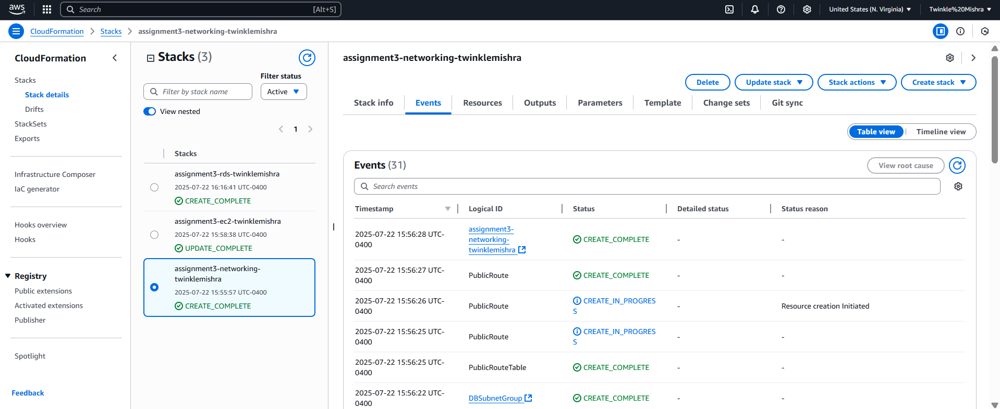 aws
Search [Alt+S]
United States (N. Virginia)
Twinkle%20Mishra
CloudFormation
Stacks
assignment3-networking-twinklemishra
CloudFormation
Stacks
Stack details
Drifts
StackSets
Exports
Infrastructure Composer
IaC generator
Hooks overview
Hooks
Registry
Public extensions
Activated extensions
Publisher
Spotlight
Feedback
Stacks (3)
Filter status
Filter by stack name
Active
View nested
1
Stacks
assignment3-rds-twinklemishra
2025-07-22 16:16:41 UTC-0400
CREATE_COMPLETE
assignment3-ec2-twinklemishra
2025-07-22 15:58:38 UTC-0400
UPDATE_COMPLETE
assignment3-networking-
twinklemishra
2025-07-22 15:55:57 UTC-0400
CREATE_COMPLETE
assignment3-networking-twinklemishra
Delete
Update stack
Stack actions
Create stack
Stack info
Events
Resources
Outputs
Parameters
Template
Change sets
Git sync
Table view
Timeline view
Events (31)
View root cause
Search events
Timestamp Logical ID Status Detailed status Status reason
2025-07-22 15:56:28 UTC-
0400
assignment3-
networking-
twinklemishra
CREATE_COMPLETE
-
-
2025-07-22 15:56:27 UTC-
0400
PublicRoute
CREATE_COMPLETE
-
-
2025-07-22 15:56:26 UTC-
0400
PublicRoute
CREATE_IN_PROGRES
S
-
Resource creation Initiated
2025-07-22 15:56:25 UTC-
0400
PublicRoute
CREATE_IN_PROGRES
S
-
-
2025-07-22 15:56:25 UTC-
0400
PublicRouteTable
CREATE_COMPLETE
-
-
2025-07-22 15:56:22 UTC-
0400
DBSubnetGroup
CREATE_COMPLETE
-
-